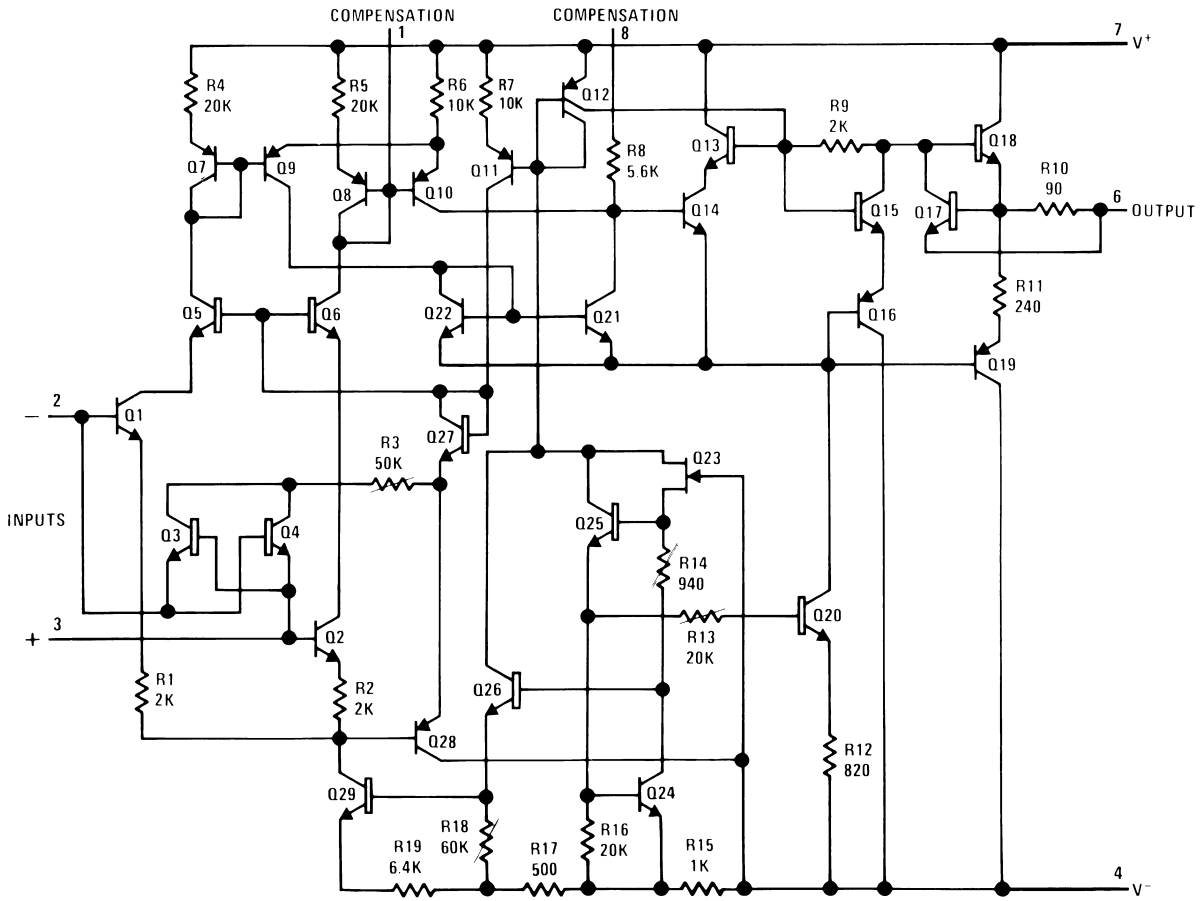 COMPENSATION
1
COMPENSATION
8
7
V+
R4
20K
R5
20K
R6
10K
R7
10K
Q12
R9
2K
Q13
Q18
R8
5.6K
Q7
Q9
Q8
Q10
Q11
R10
90
6
OUTPUT
Q14
Q15
Q17
R11
240
Q5
Q6
Q22
Q21
Q16
Q19
−
2
Q1
Q27
R3
50K
Q23
INPUTS
Q3
Q4
Q25
R14
940
+
3
Q2
R13
20K
Q20
R1
2K
R2
2K
Q26
Q28
R12
820
Q29
Q24
R18
60K
R16
20K
R19
6.4K
R17
500
R15
1K
4
V−